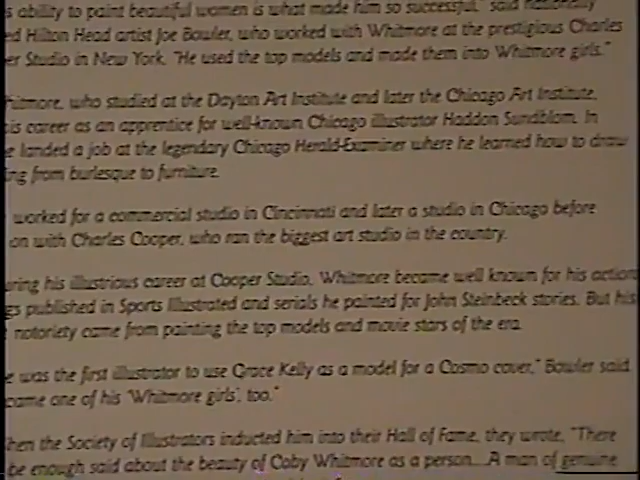 s ability to paint beautiful women is what made him so successful," said
ed Hilton Head artist Joe Bowler, who worked with Whitmore at the prestigious Charles
er Studio in New York. "He used the top models and made them into Whitmore girls."
hitmore, who studied at the Dayton Art Institute and later the Chicago Art Institute,
is career as an apprentice for well-known Chicago illustrator Haddon Sundblom. In
e landed a job at the legendary Chicago Herald-Examiner where he learned how to draw
ing from burlesque to furniture.
worked for a commercial studio in Cincinnati and later a studio in Chicago before
on with Charles Cooper, who ran the biggest art studio in the country.
uring his illustrious career at Cooper Studio, Whitmore became well known for his action
gs published in Sports Illustrated and serials he painted for John Steinbeck stories. But his
notoriety came from painting the top models and movie stars of the era.
e was the first illustrator to use Grace Kelly as a model for a Cosmo cover," Bowler said.
came one of his 'Whitmore girls', too."
hen the Society of Illustrators inducted him into their Hall of Fame, they wrote, "There
be enough said about the beauty of Coby Whitmore as a person....A man of genuine